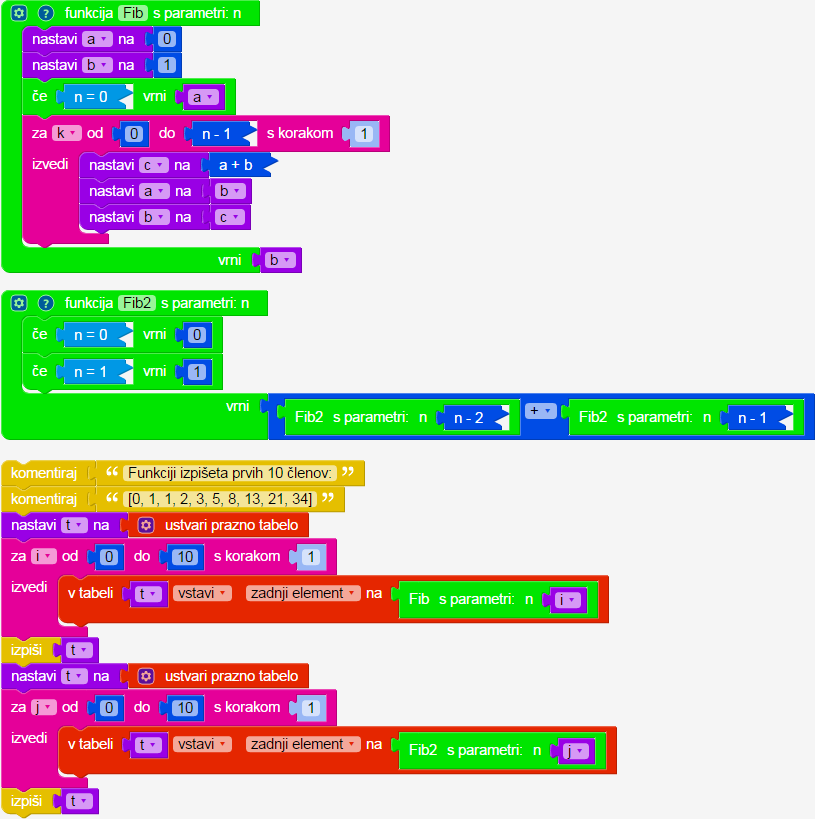 ? funkcija Fib s parametri: n
nastavi a na 0
nastavi b na 1
če n = 0 vrni a
za k od 0 do n - 1 s korakom 1
izvedi nastavi c na a + b
nastavi a na b
nastavi b na c
vrni b
? funkcija Fib2 s parametri: n
če n = 0 vrni 0
če n = 1 vrni 1
vrni Fib2 s parametri: n n - 2 + Fib2 s parametri: n n - 1
komentiraj “ Funkciji izpišeta prvih 10 členov: ”
komentiraj “ [0, 1, 1, 2, 3, 5, 8, 13, 21, 34] ”
nastavi t na ustvari prazno tabelo
za i od 0 do 10 s korakom 1
izvedi v tabeli t vstavi zadnji element na Fib s parametri: n i
izpiši t
nastavi t na ustvari prazno tabelo
za j od 0 do 10 s korakom 1
izvedi v tabeli t vstavi zadnji element na Fib2 s parametri: n j
izpiši t